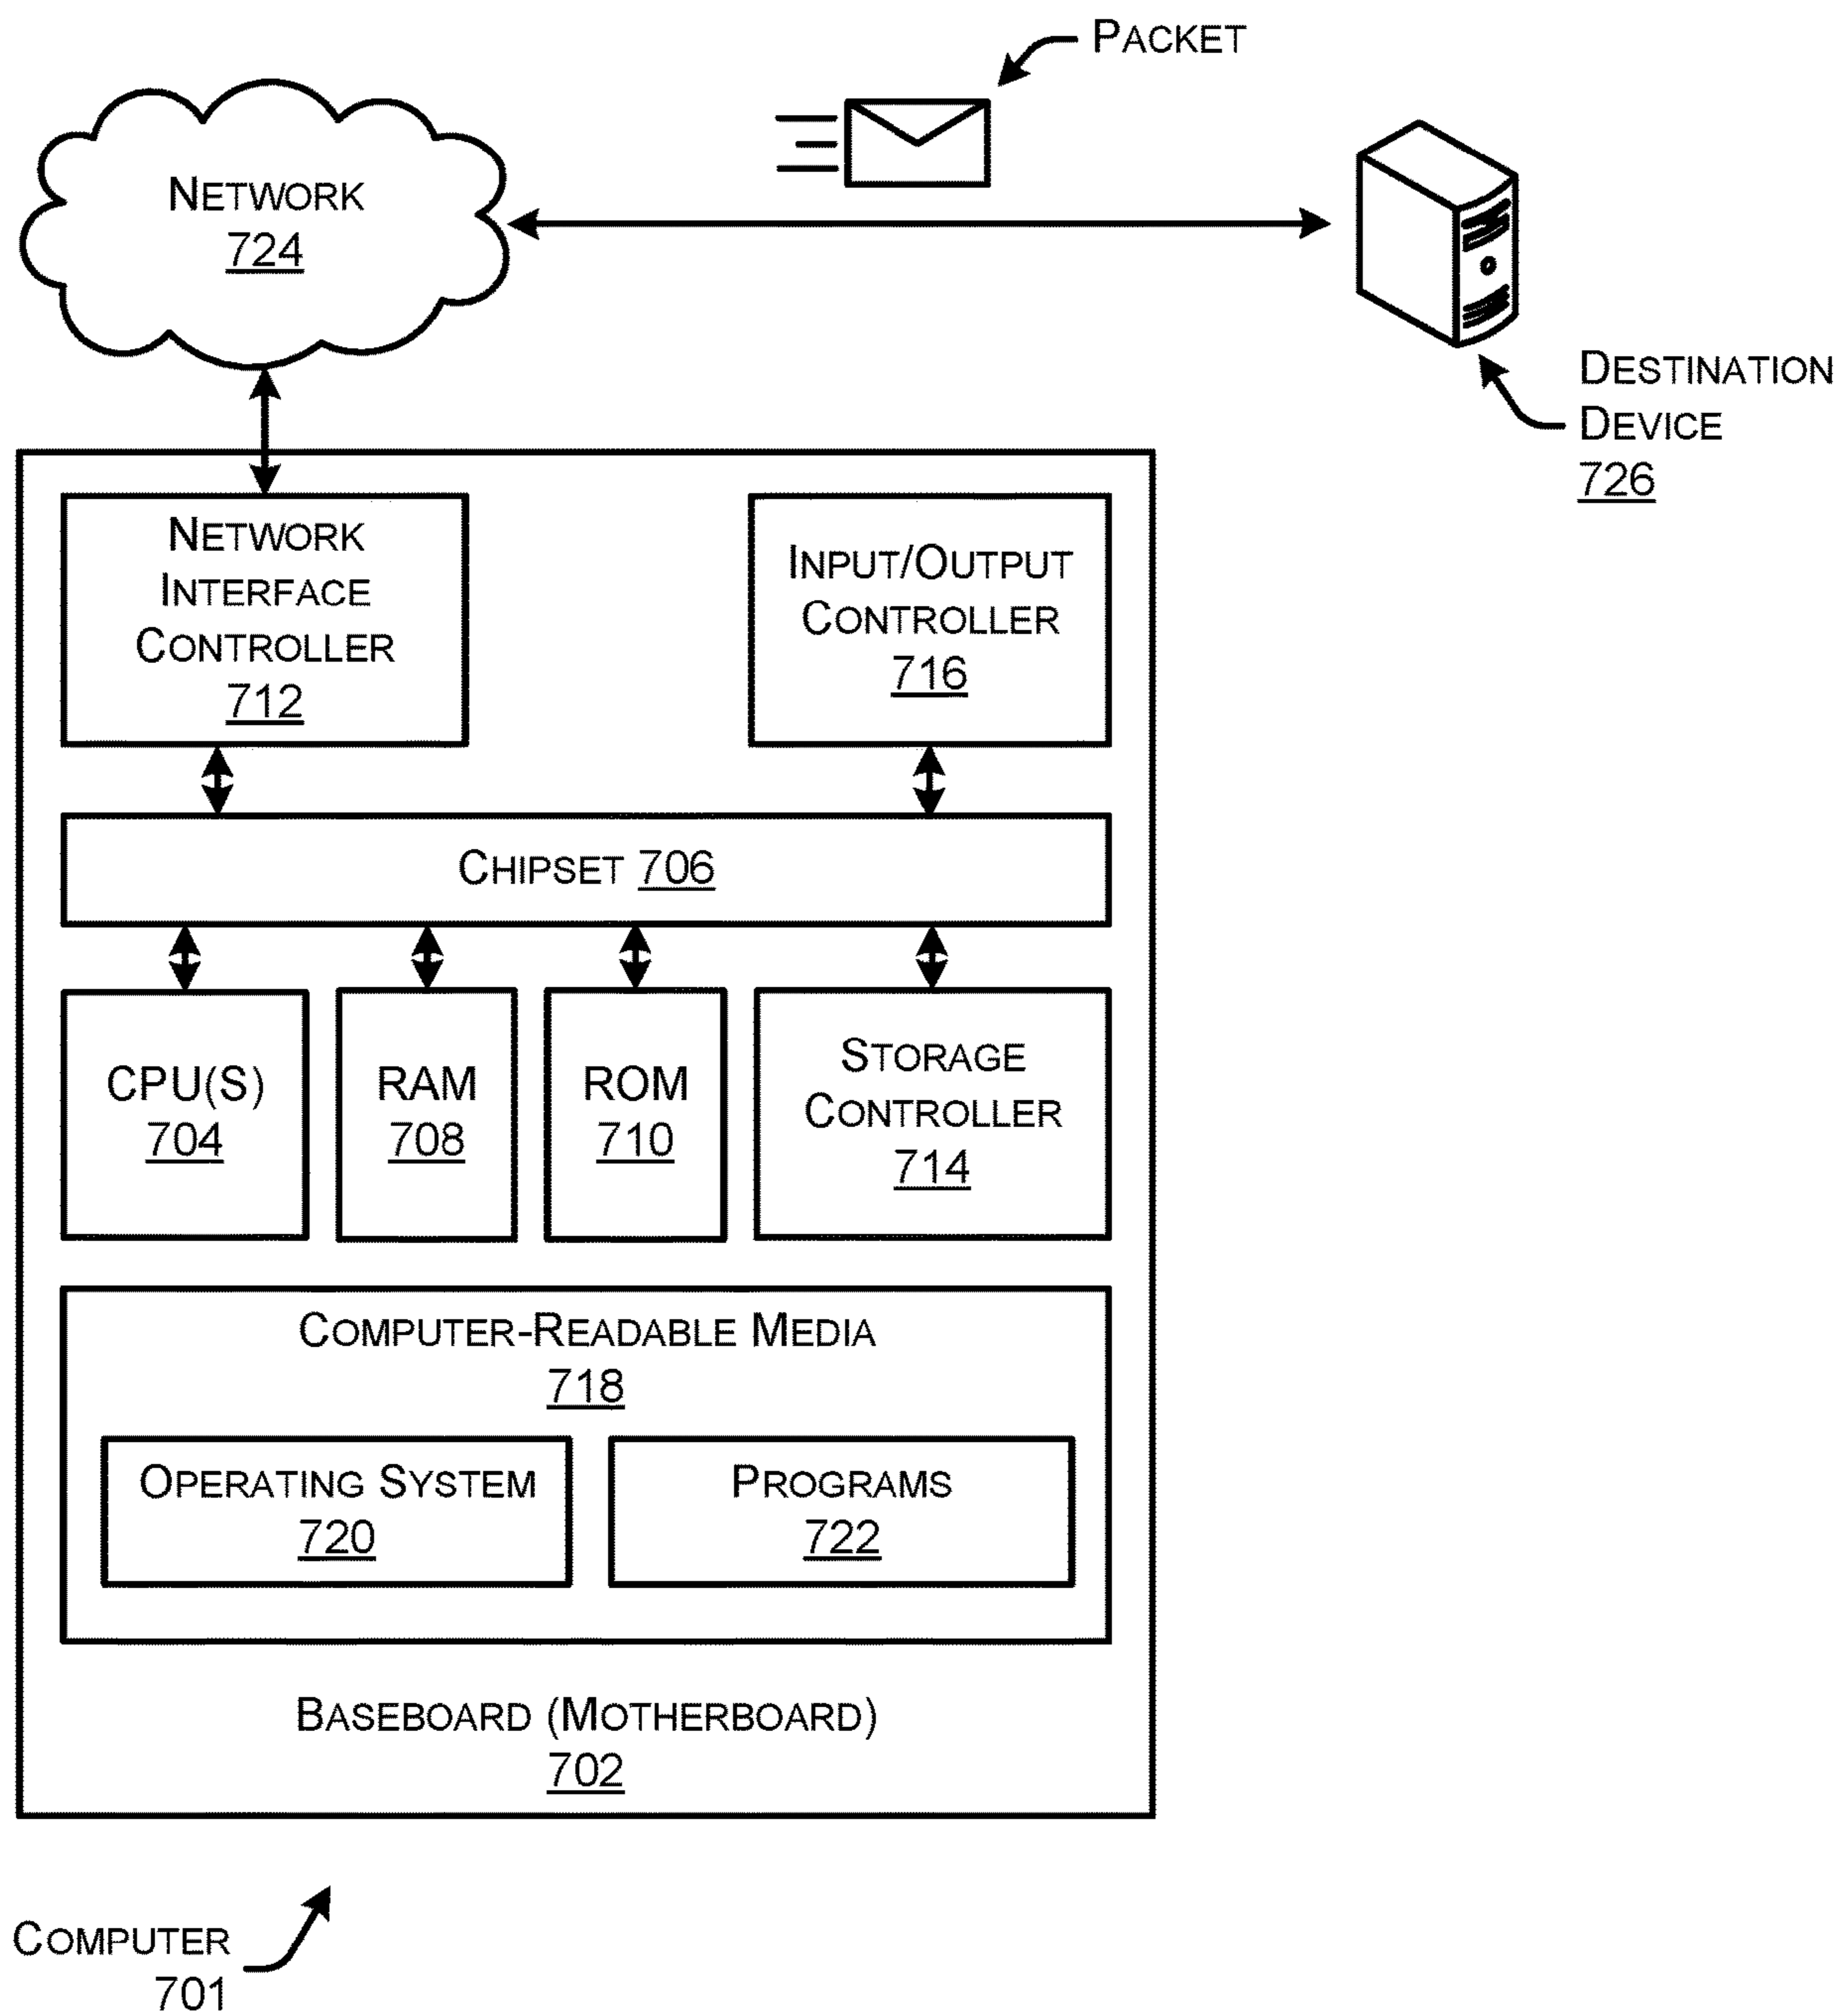 PACKET
NETWORK
724
DESTINATION
DEVICE
726
NETWORK
INTERFACE
CONTROLLER
712
INPUT/OUTPUT
CONTROLLER
716
CHIPSET 706
CPU(S)
704
RAM
708
ROM
710
STORAGE
CONTROLLER
714
COMPUTER-READABLE MEDIA
718
OPERATING SYSTEM
720
PROGRAMS
722
BASEBOARD (MOTHERBOARD)
702
COMPUTER
701